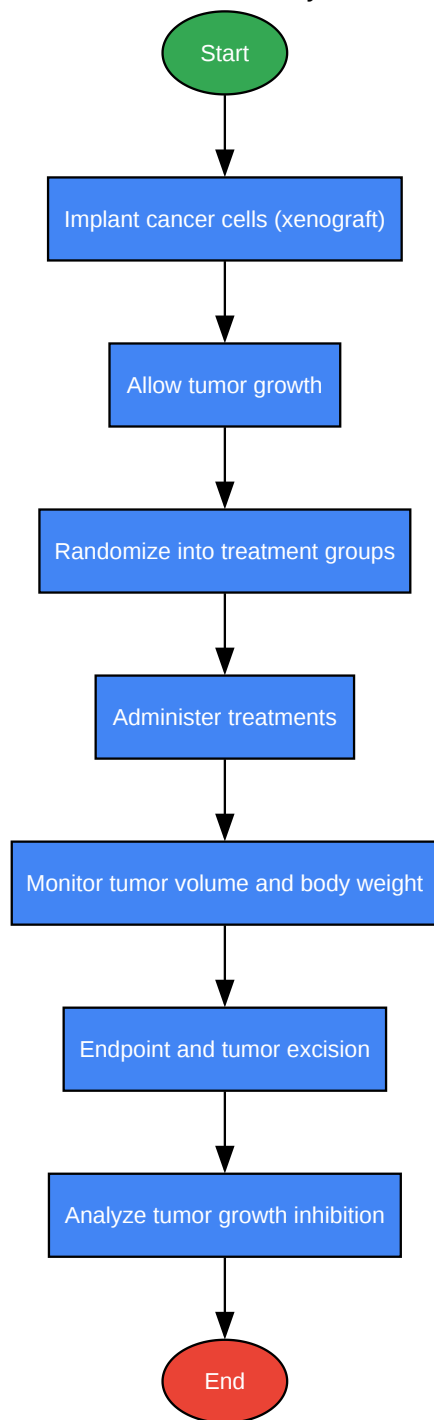 Start
Implant cancer cells (xenograft)
Allow tumor growth
Randomize into treatment groups
Administer treatments
Monitor tumor volume and body weight
Endpoint and tumor excision
Analyze tumor growth inhibition
End